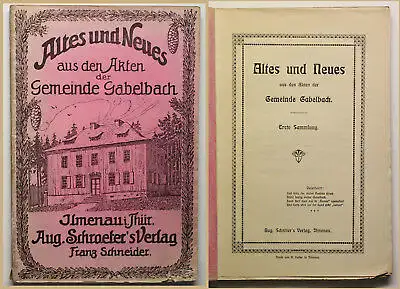 Altes und Neues
aus den Akten
der
Gemeinde Gabelbach
Ilmenau i/Thür.
Aug. Schroeter's Verlag
Franz Schneider.
Altes und Neues
aus den Akten der
Gemeinde Gabelbach.
Erste Sammlung.
Aug. Schröter's Verlag, Ilmenau.